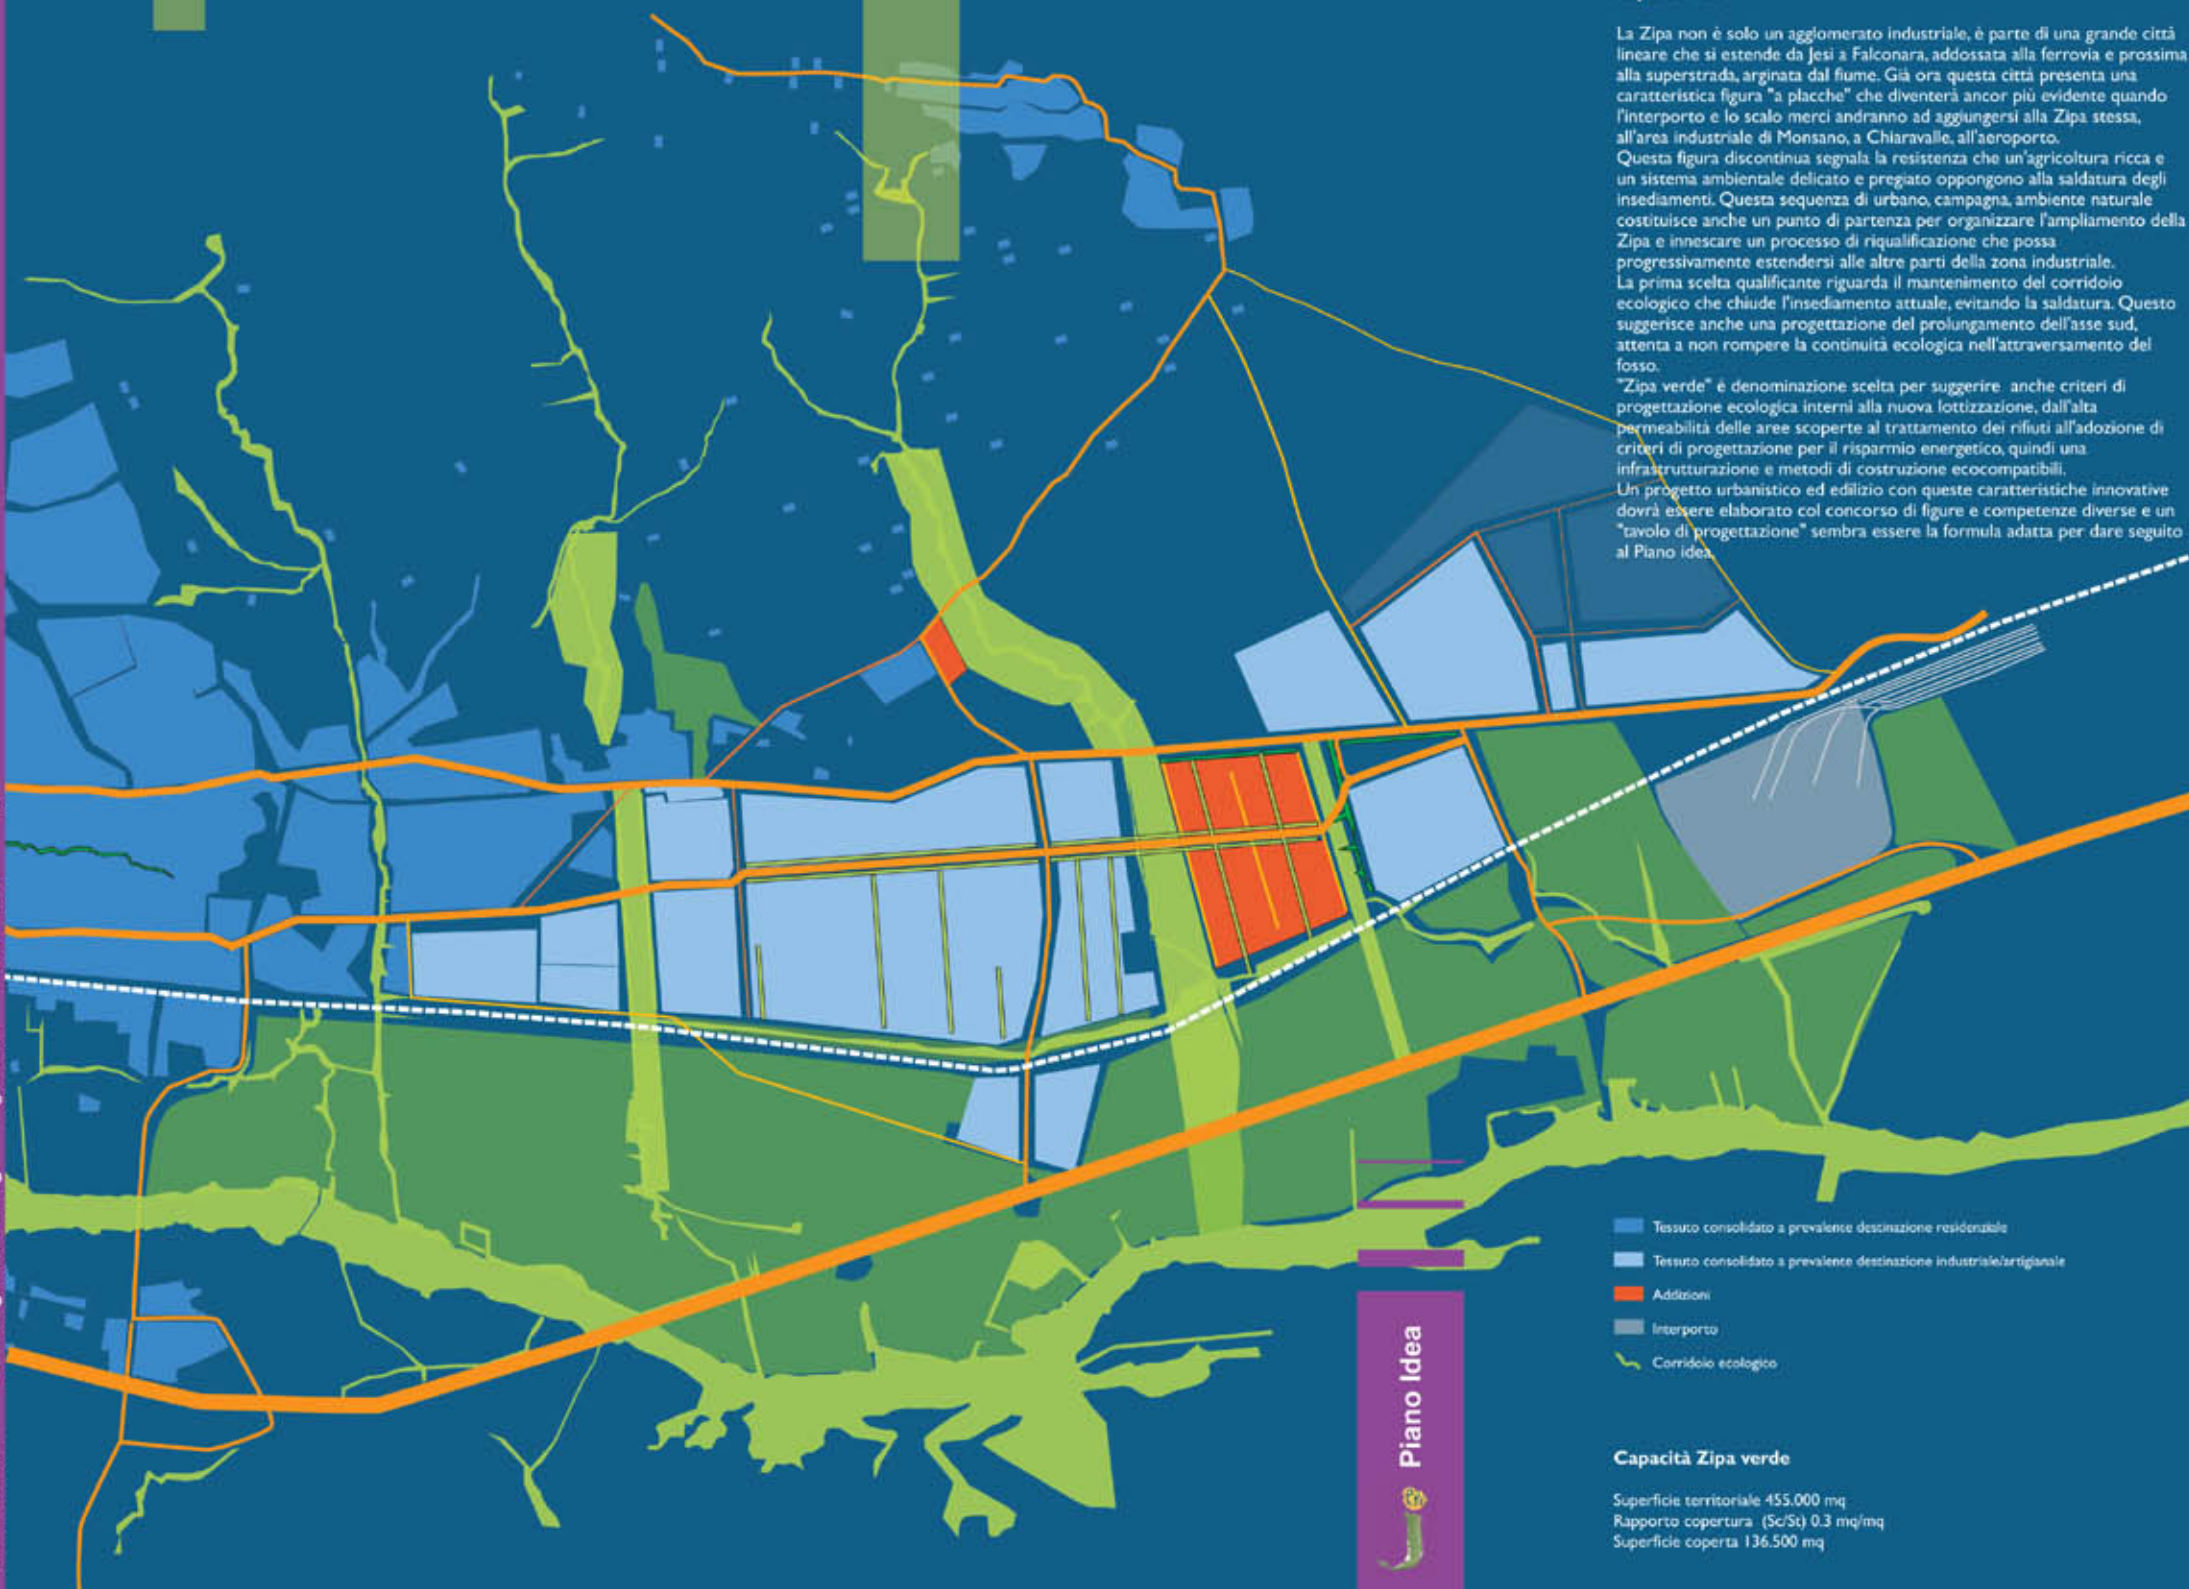 La Zipa non è solo un agglomerato industriale, è parte di una grande città
lineare che si estende da Jesi a Falconara, addossata alla ferrovia e prossima
alla superstrada, arginata dal fiume. Già ora questa città presenta una
caratteristica figura "a placche" che diventerà ancor più evidente quando
l'interporto e lo scalo merci andranno ad aggiungersi alla Zipa stessa,
all'area industriale di Monsano, a Chiaravalle, all'aeroporto.
Questa figura discontinua segnala la resistenza che un'agricoltura ricca e
un sistema ambientale delicato e pregiato oppongono alla saldatura degli
insediamenti. Questa sequenza di urbano, campagna, ambiente naturale
costituisce anche un punto di partenza per organizzare l'ampliamento della
Zipa e innescare un processo di riqualificazione che possa
progressivamente estendersi alle altre parti della zona industriale.
La prima scelta qualificante riguarda il mantenimento del corridoio
ecologico che chiude l'insediamento attuale, evitando la saldatura. Questo
suggerisce anche una progettazione del prolungamento dell'asse sud,
attenta a non rompere la continuità ecologica nell'attraversamento del
fosso.
"Zipa verde" è denominazione scelta per suggerire anche criteri di
progettazione ecologica interni alla nuova lottizzazione, dall'alta
permeabilità delle aree scoperte al trattamento dei rifiuti all'adozione di
criteri di progettazione per il risparmio energetico, quindi una
infrastrutturazione e metodi di costruzione ecocompatibili.
Un progetto urbanistico ed edilizio con queste caratteristiche innovative
dovrà essere elaborato col concorso di figure e competenze diverse e un
"tavolo di progettazione" sembra essere la formula adatta per dare seguito
al Piano idea.
Tessuto consolidato a prevalente destinazione residenziale
Tessuto consolidato a prevalente destinazione industriale/artigianale
Addizioni
Interporto
Corridoio ecologico
Piano Idea
Capacità Zipa verde
Superficie territoriale 455.000 mq
Rapporto copertura (Sc/St) 0.3 mq/mq
Superficie coperta 136.500 mq